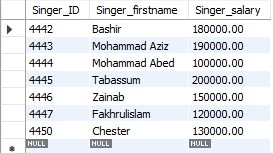 Singer_ID Singer_firstname Singer_salary
4442 Bashir 180000.00
4443 Mohammad Aziz 190000.00
4444 Mohammad Abed 100000.00
4445 Tabassum 200000.00
4446 Zainab 150000.00
4447 Fakhrulislam 120000.00
4450 Chester 130000.00
NULL NULL NULL